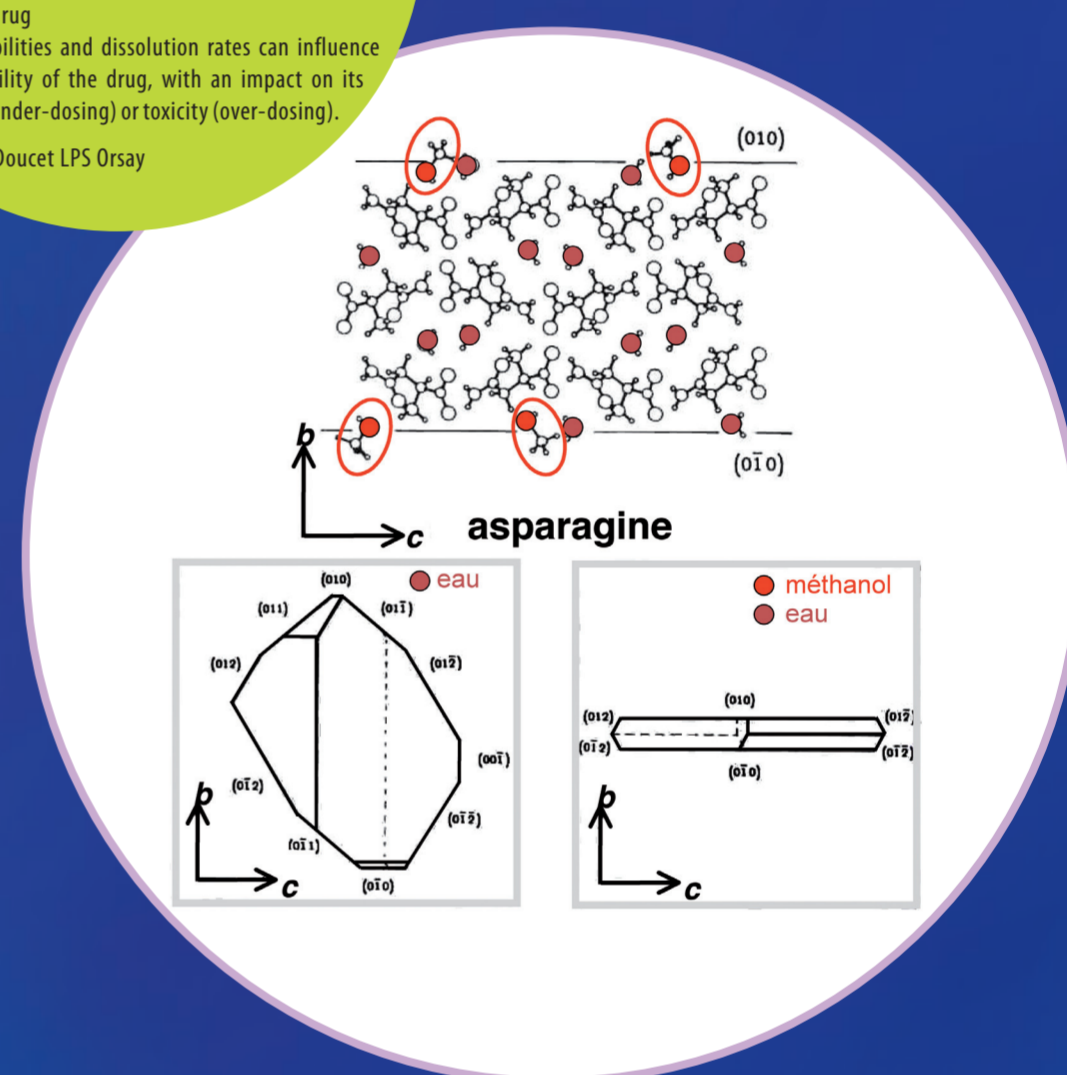 rug
bilities and dissolution rates can influence
ility of the drug, with an impact on its
nder-dosing) or toxicity (over-dosing).
Doucet LPS Orsay
(010)
b
(01̄0)
c
asparagine
(010)
eau
(011)
(011̄)
(012)
(012̄)
(001̄)
(01̄2)
(01̄2̄)
b
(01̄1)
c
(01̄0)
méthanol
eau
(010)
(012)
(012̄)
(01̄2)
(01̄2̄)
(01̄0)
b
c